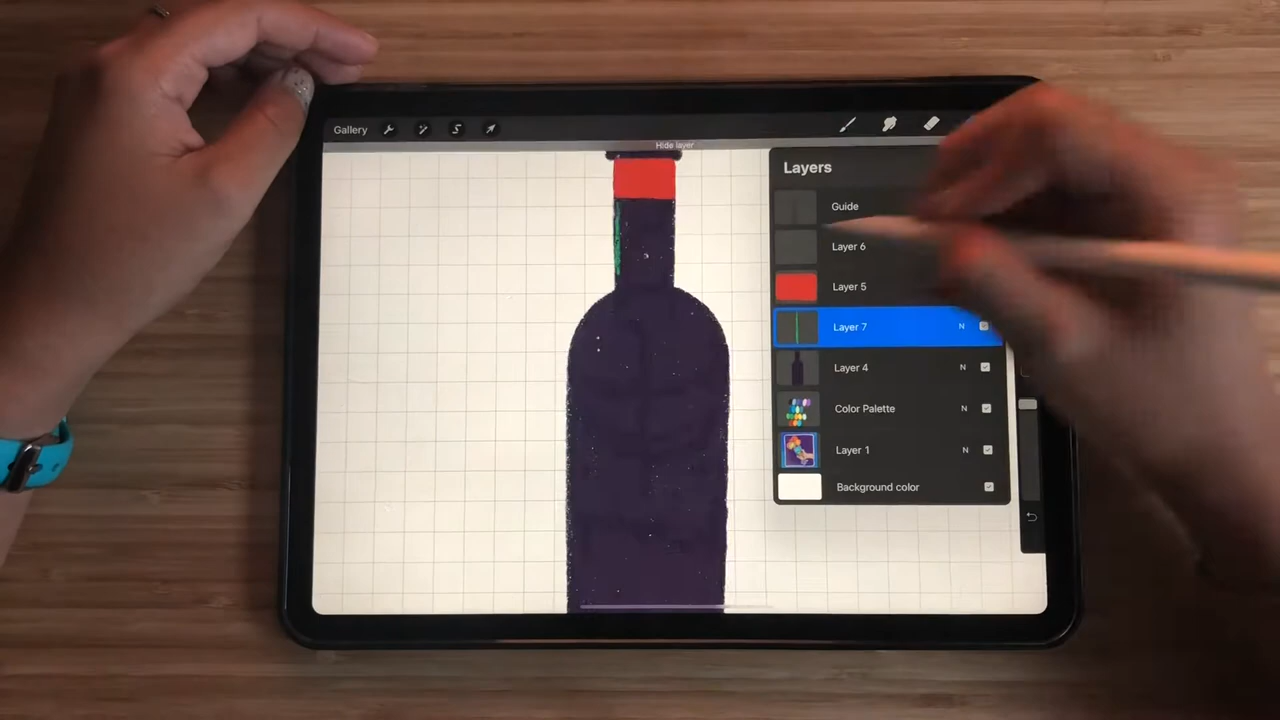 Gallery
Hide layer
Layers
Guide
Layer 6
Layer 5
Layer 7 N
Layer 4 N
Color Palette N
Layer 1 N
Background color